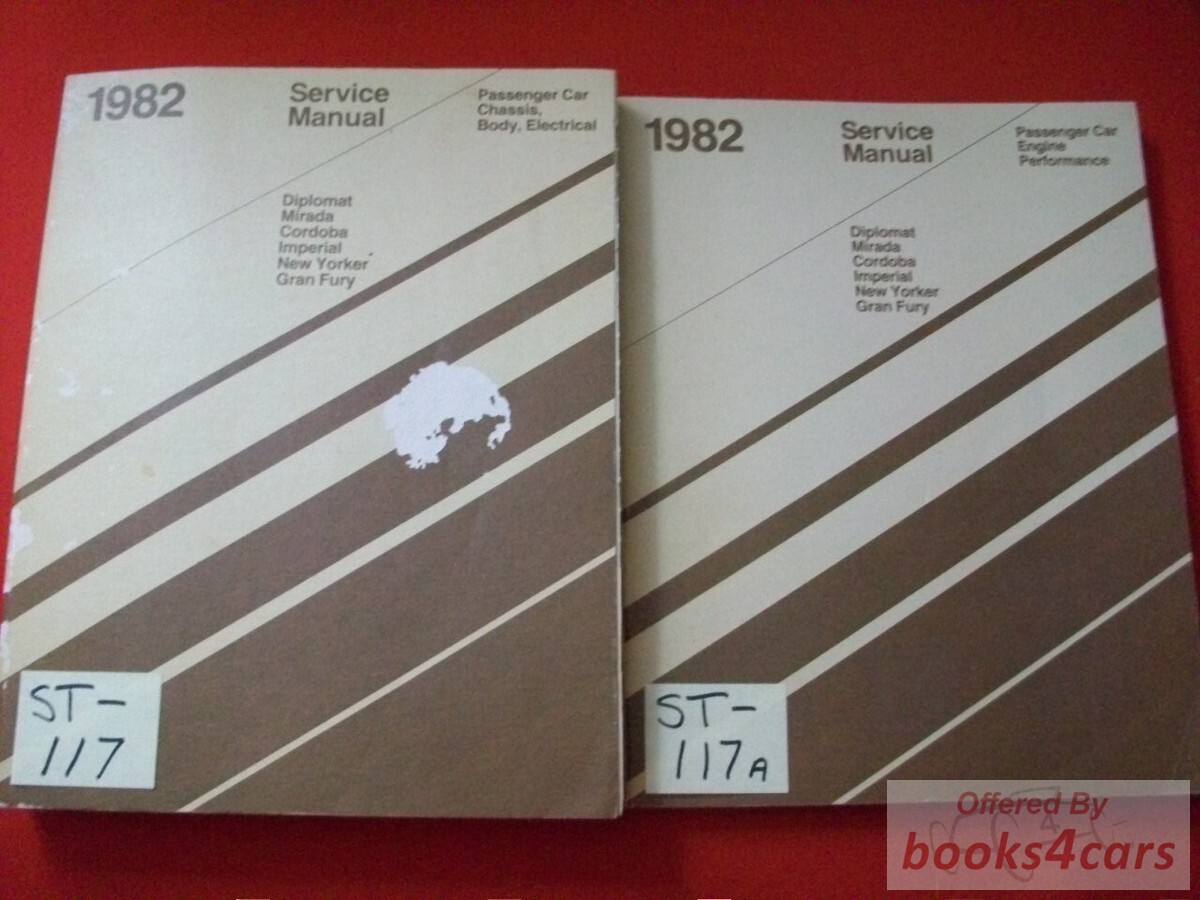 1982
Service
Manual
Passenger Car
Chassis,
Body, Electrical
Diplomat
Mirada
Cordoba
Imperial
New Yorker
Gran Fury
ST-
117
1982
Service
Manual
Passenger Car
Engine
Performance
Diplomat
Mirada
Cordoba
Imperial
New Yorker
Gran Fury
ST-
117A
Offered By
books4cars